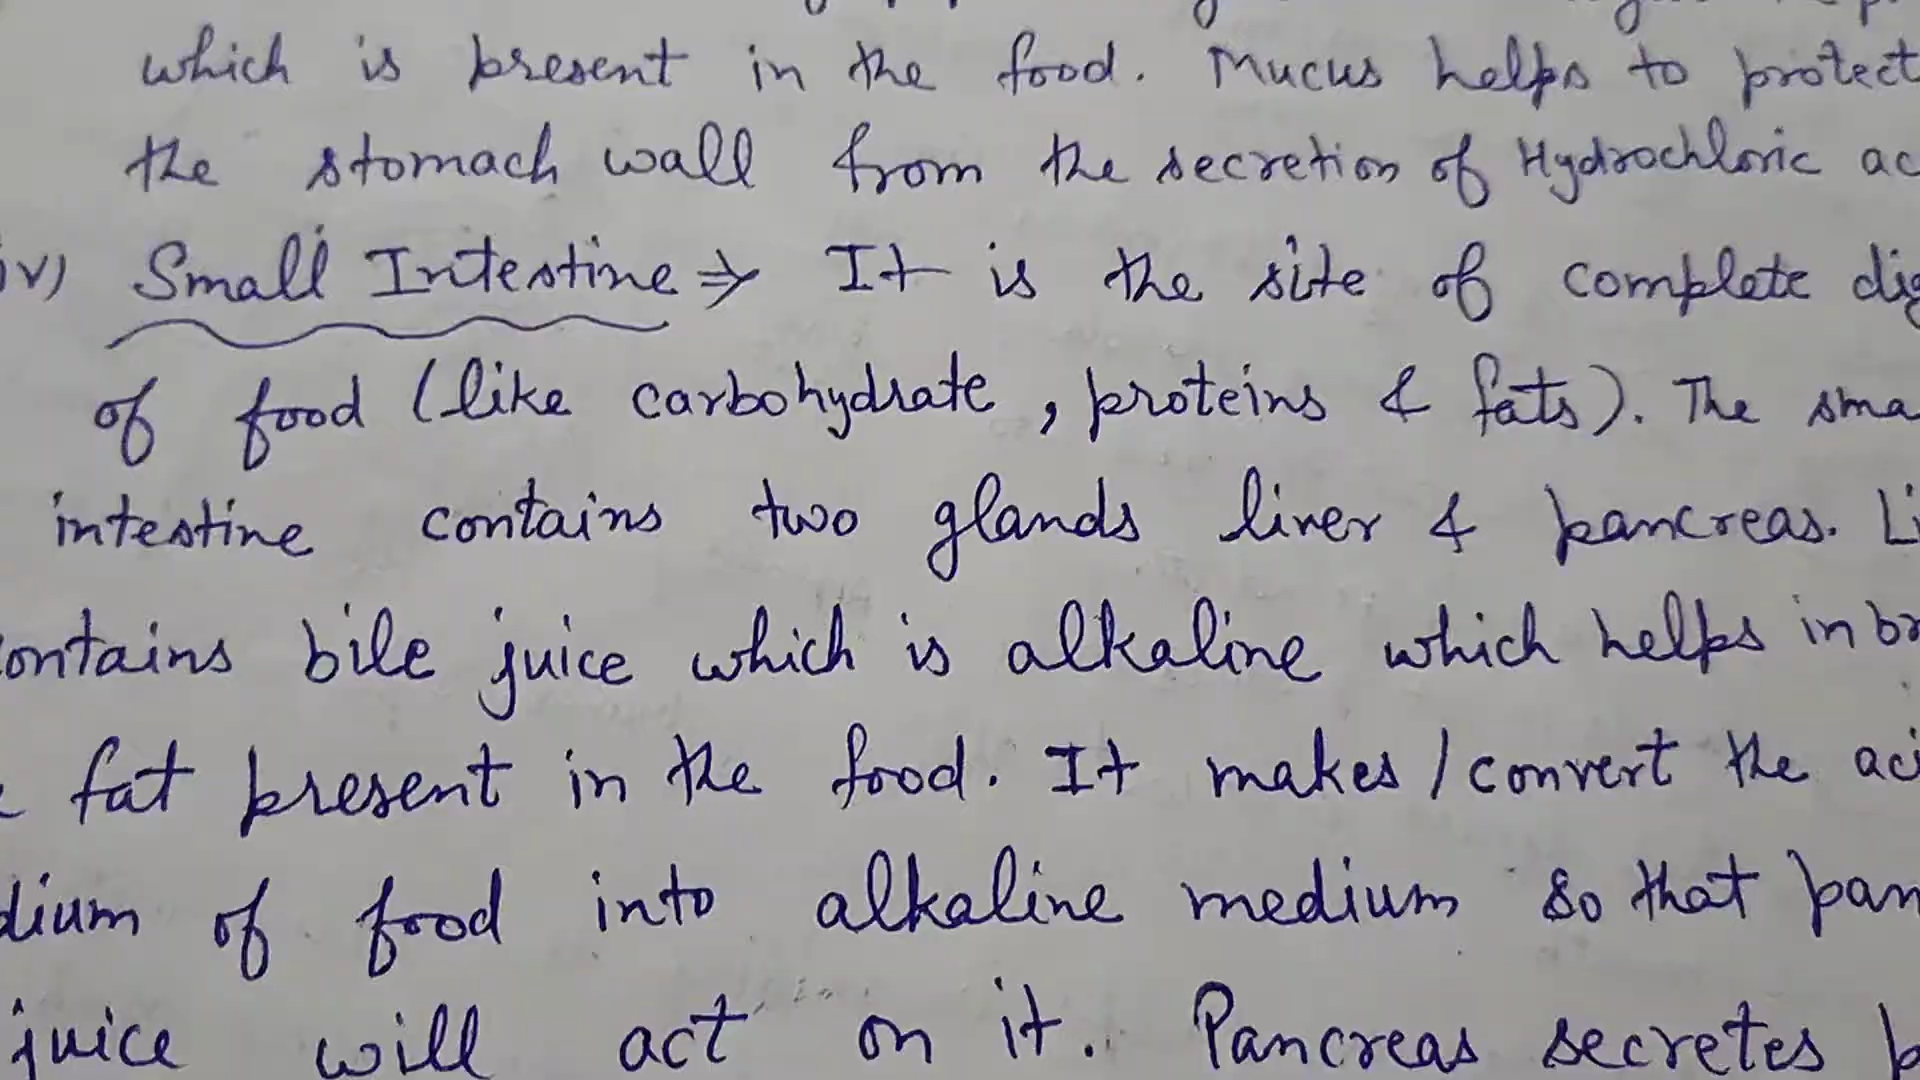 which is present in the food. Mucus helps to protect
the stomach wall from the secretion of Hydrochloric ac
iv) Small Intestine ⇒ It is the site of complete dig
of food (like carbohydrate, proteins & fats). The sma
intestine contains two glands liver & pancreas. Li
ontains bile juice which is alkaline which helps in br
fat present in the food. It makes / convert the aci
dium of food into alkaline medium so that pan
juice will act on it. Pancreas secretes p